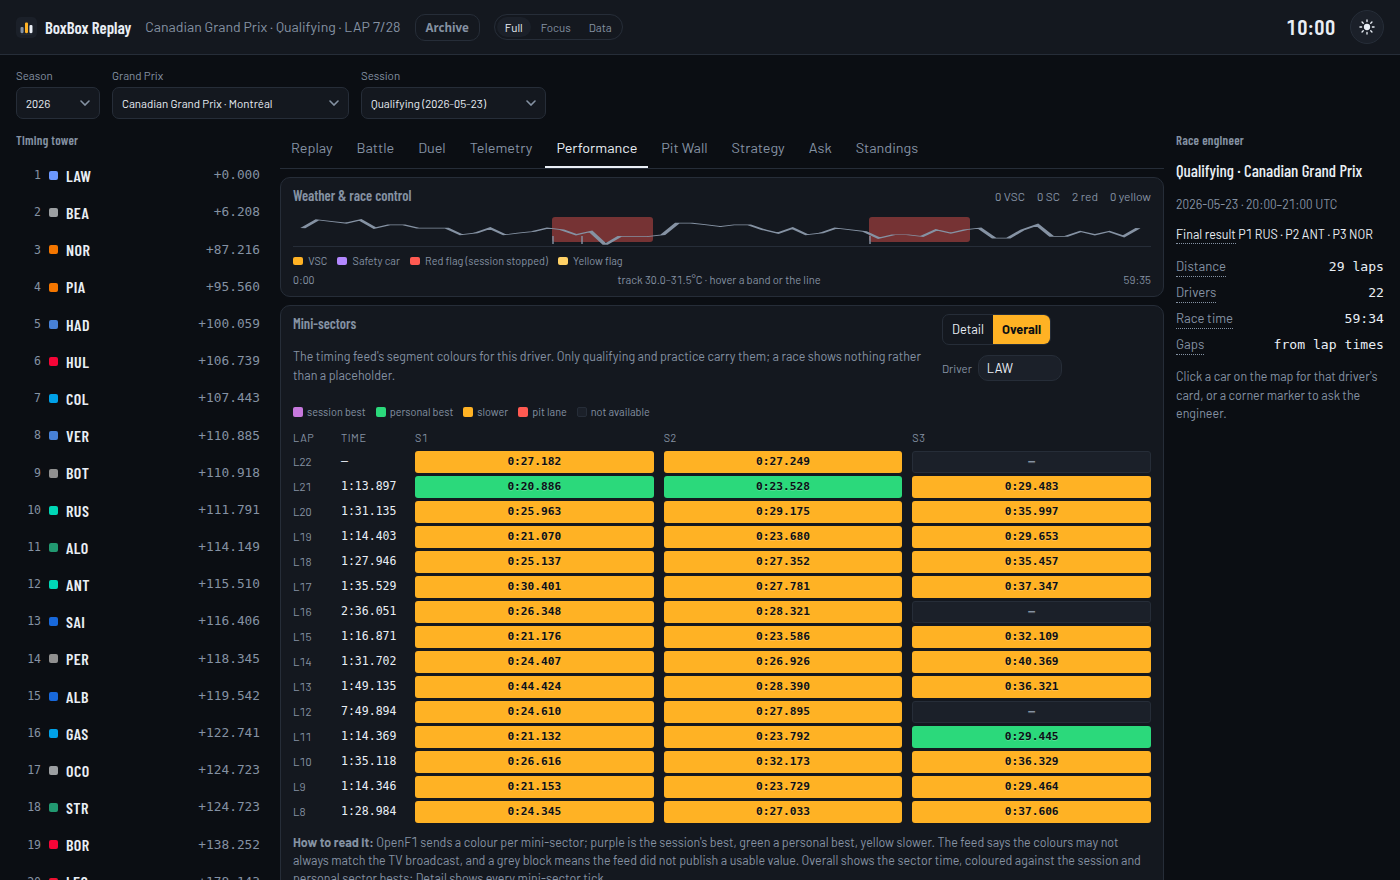 BoxBox Replay Canadian Grand Prix · Qualifying · LAP 7/28 Archive Full Focus Data 10:00
Season Grand Prix Session
2026 Canadian Grand Prix · Montréal Qualifying (2026-05-23)
Timing tower
1 LAW +0.000
2 BEA +6.208
3 NOR +87.216
4 PIA +95.560
5 HAD +100.059
6 HUL +106.739
7 COL +107.443
8 VER +110.885
9 BOT +110.918
10 RUS +111.791
11 ALO +114.149
12 ANT +115.510
13 SAI +116.406
14 PER +118.345
15 ALB +119.542
16 GAS +122.741
17 OCO +124.723
18 STR +124.723
19 BOR +138.252
Replay Battle Duel Telemetry Performance Pit Wall Strategy Ask Standings
Weather & race control 0 VSC 0 SC 2 red 0 yellow
VSC Safety car Red flag (session stopped) Yellow flag
0:00 track 30.0–31.5°C · hover a band or the line 59:35
Mini-sectors Detail Overall
The timing feed's segment colours for this driver. Only qualifying and practice carry them; a race shows nothing rather
than a placeholder.
Driver LAW
session best personal best slower pit lane not available
LAP TIME S1 S2 S3
L22 – 0:27.182 0:27.249 –
L21 1:13.897 0:20.886 0:23.528 0:29.483
L20 1:31.135 0:25.963 0:29.175 0:35.997
L19 1:14.403 0:21.070 0:23.680 0:29.653
L18 1:27.946 0:25.137 0:27.352 0:35.457
L17 1:35.529 0:30.401 0:27.781 0:37.347
L16 2:36.051 0:26.348 0:28.321 –
L15 1:16.871 0:21.176 0:23.586 0:32.109
L14 1:31.702 0:24.407 0:26.926 0:40.369
L13 1:49.135 0:44.424 0:28.390 0:36.321
L12 7:49.894 0:24.610 0:27.895 –
L11 1:14.369 0:21.132 0:23.792 0:29.445
L10 1:35.118 0:26.616 0:32.173 0:36.329
L9 1:14.346 0:21.153 0:23.729 0:29.464
L8 1:28.984 0:24.345 0:27.033 0:37.606
How to read it: OpenF1 sends a colour per mini-sector; purple is the session's best, green a personal best, yellow slower. The feed says the colours may not
always match the TV broadcast, and a grey block means the feed did not publish a usable value. Overall shows the sector time, coloured against the session and
personal sector bests; Detail shows every mini-sector tick.
Race engineer
Qualifying · Canadian Grand Prix
2026-05-23 · 20:00–21:00 UTC
Final result P1 RUS · P2 ANT · P3 NOR
Distance 29 laps
Drivers 22
Race time 59:34
Gaps from lap times
Click a car on the map for that driver's
card, or a corner marker to ask the
engineer.